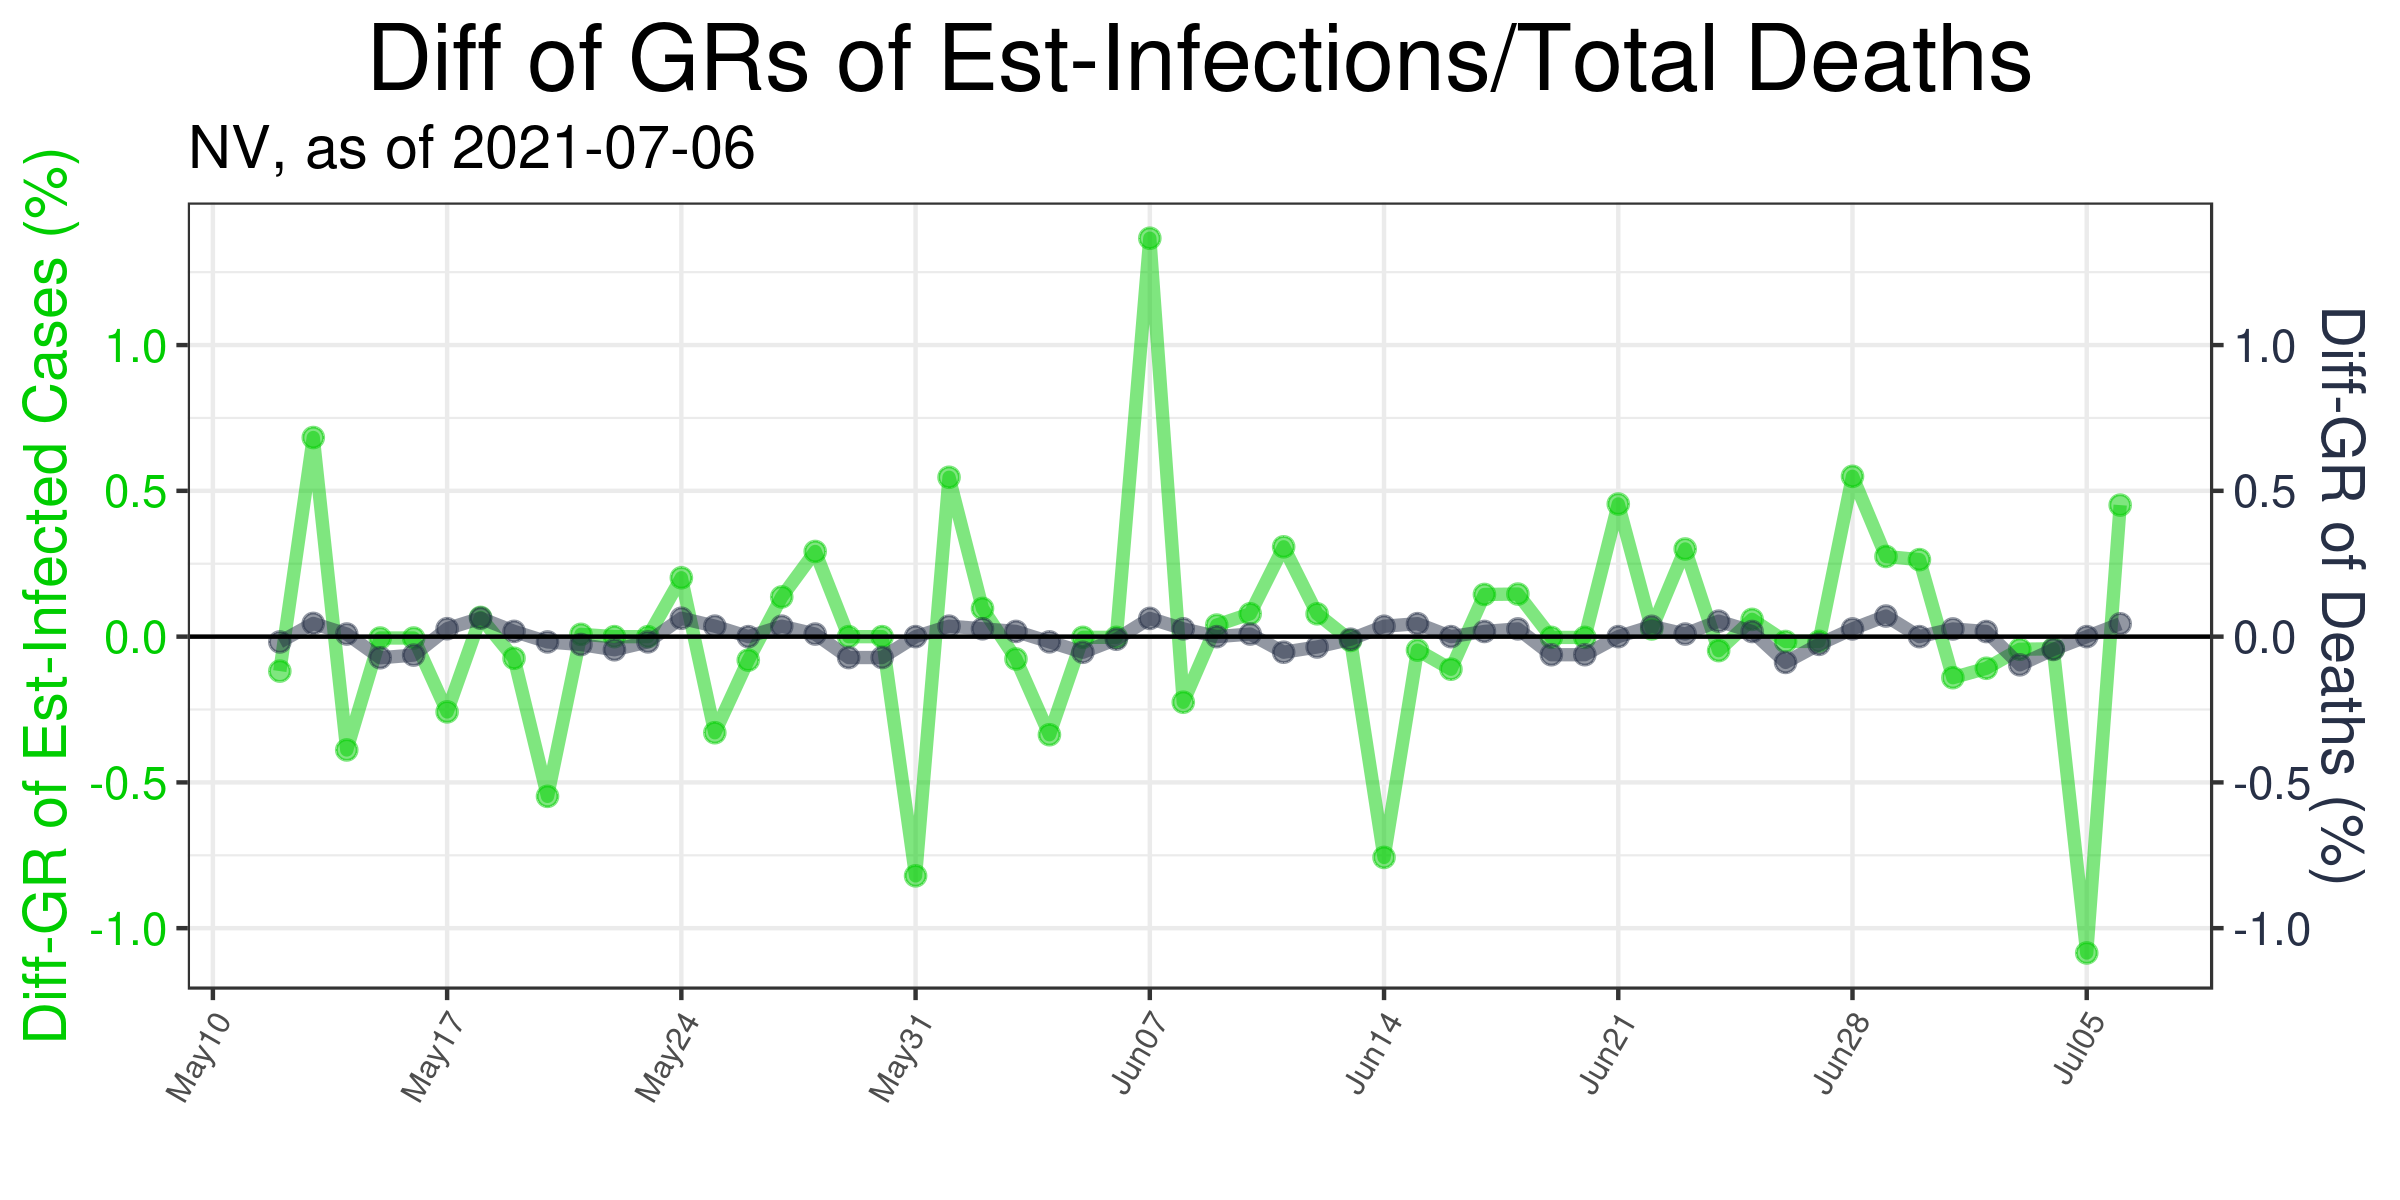 Diff of GRs of Est-Infections/Total Deaths
NV, as of 2021-07-06
Diff-GR of Est-Infected Cases (%)
1.0
0.5
0.0
-0.5
-1.0
1.0
0.5
0.0
-0.5
-1.0
Diff-GR of Deaths (%)
May10
May17
May24
May31
Jun07
Jun14
Jun21
Jun28
Jul05